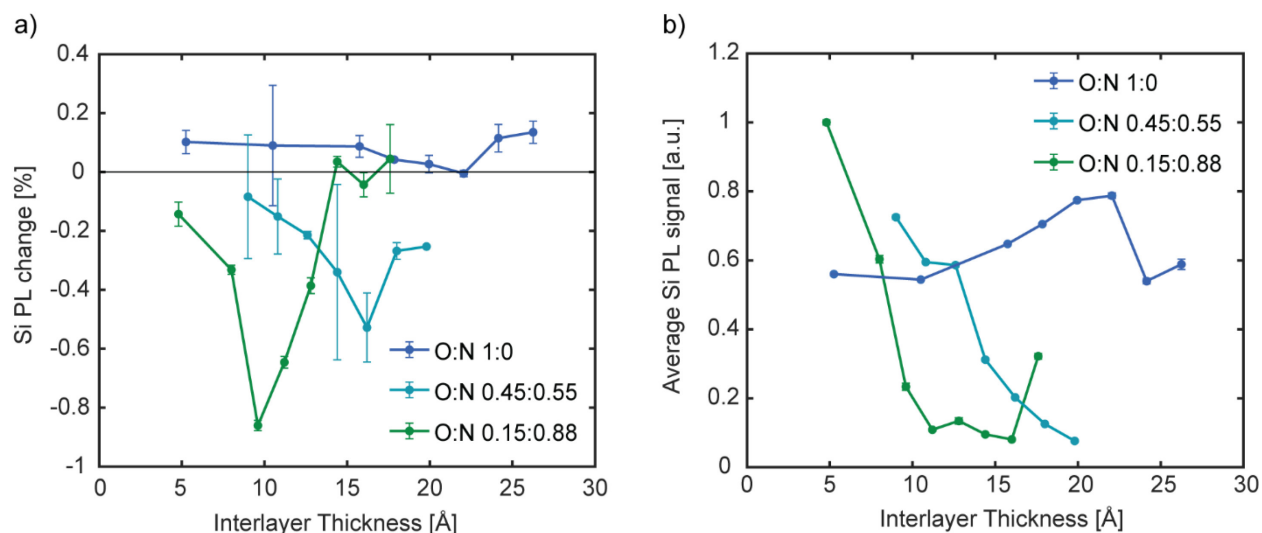 a)
0.4
0.2
0
-0.2
-0.4
-0.6
-0.8
-1
Si PL change [%]
O:N 1:0
O:N 0.45:0.55
O:N 0.15:0.88
0 5 10 15 20 25 30
Interlayer Thickness [Å]
b)
1.2
1
0.8
0.6
0.4
0.2
0
Average Si PL signal [a.u.]
O:N 1:0
O:N 0.45:0.55
O:N 0.15:0.88
0 5 10 15 20 25 30
Interlayer Thickness [Å]